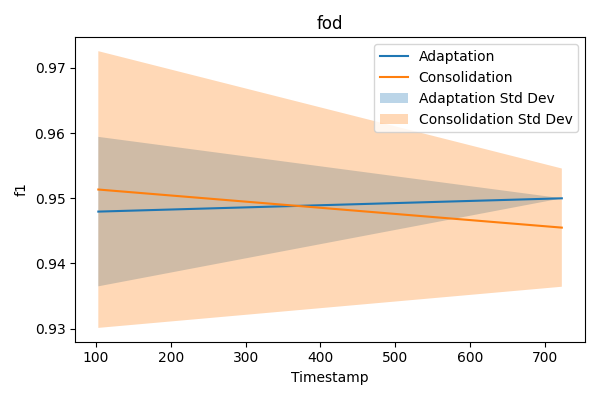 fod
Adaptation
Consolidation
Adaptation Std Dev
Consolidation Std Dev
0.97
0.96
0.95
0.94
0.93
f1
100 200 300 400 500 600 700
Timestamp